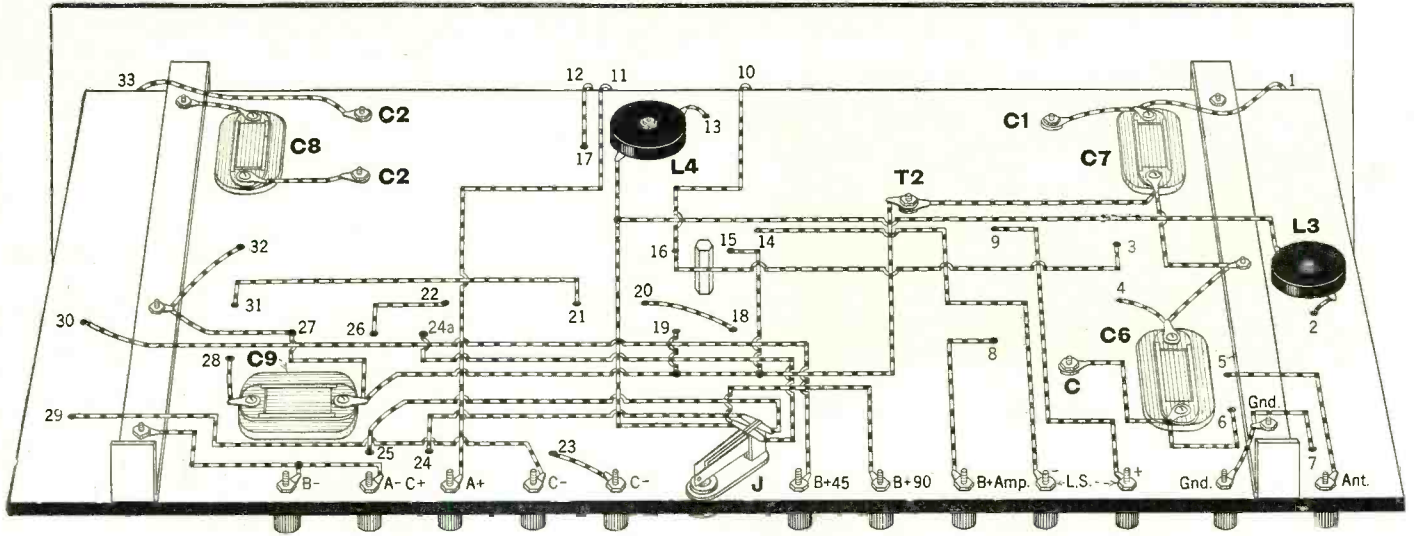 33
12
11
10
1
C2
C1
C8
13
C7
17
L4
C2
T2
L3
32
16
15
14
9
3
31
22
21
20
4
30
27
26
24a
19
18
C6
2
28
C9
8
5
C
29
Gnd.
6
25
24
23
7
B-
A- C+
A+
C-
C-
J
B+45
B+90
B+Amp.
- L.S. +
Gnd.
Ant.